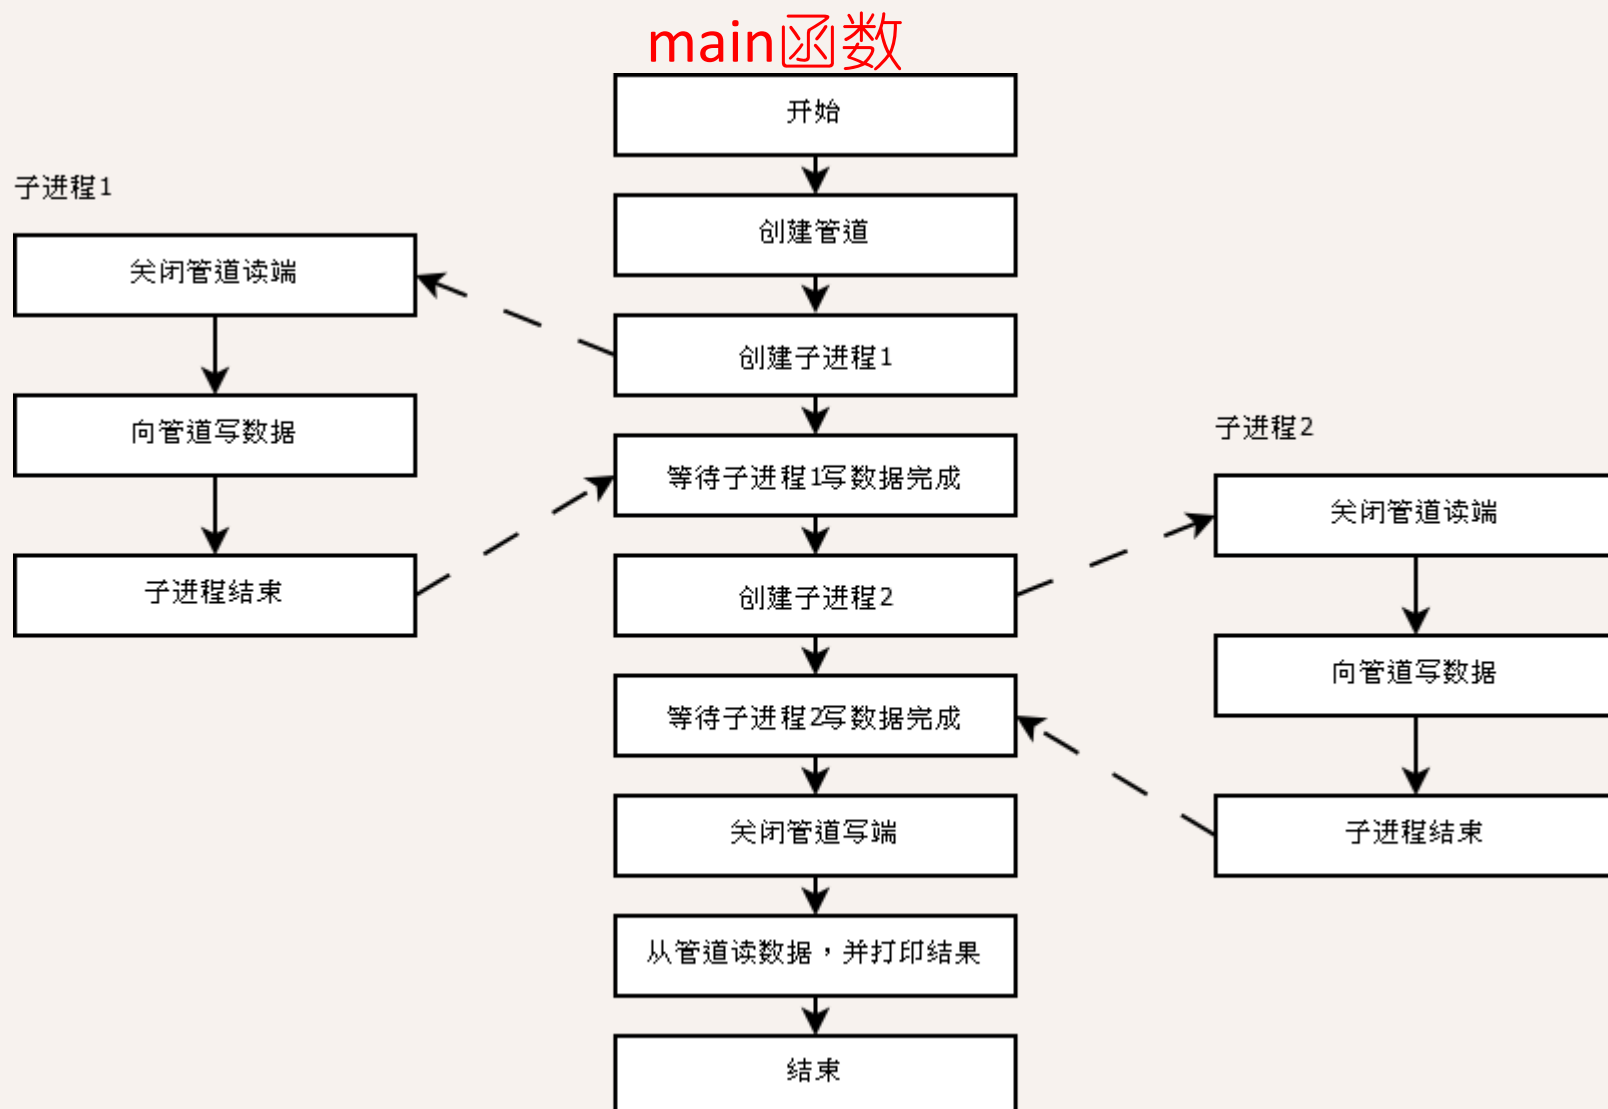 main函数
开始
创建管道
创建子进程1
等待子进程1写数据完成
创建子进程2
等待子进程2写数据完成
关闭管道写端
从管道读数据，并打印结果
结束
子进程1
关闭管道读端
向管道写数据
子进程结束
子进程2
关闭管道读端
向管道写数据
子进程结束